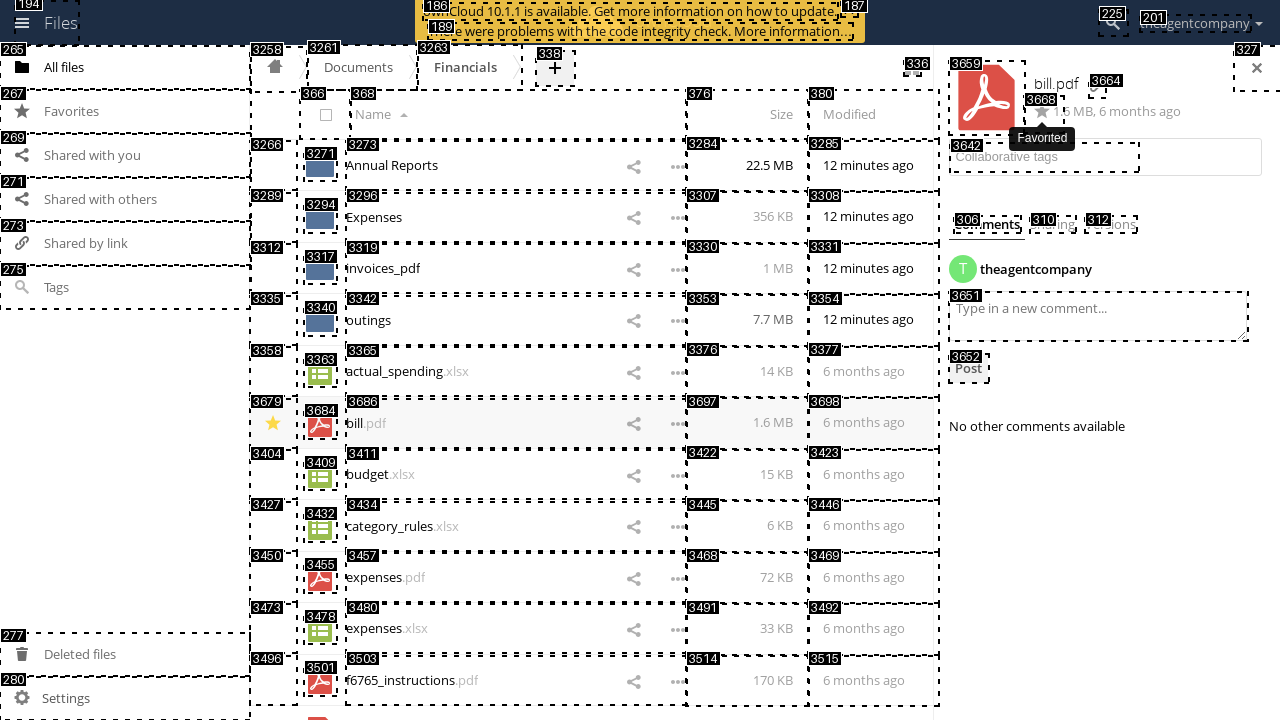 194
Files
186
ownCloud 10.1.1 is available. Get more information on how to update.
187
189
There were problems with the code integrity check. More information…
225
201
theagentcompany
265
All files
267
Favorites
269
Shared with you
271
Shared with others
273
Shared by link
275
Tags
277
Deleted files
280
Settings
3258
3261
Documents
3263
Financials
338
+
336
327
366
368
Name
376
Size
380
Modified
3266
3271
3273
Annual Reports
3284
22.5 MB
3285
12 minutes ago
3289
3294
3296
Expenses
3307
356 KB
3308
12 minutes ago
3312
3317
3319
invoices_pdf
3330
1 MB
3331
12 minutes ago
3335
3340
3342
outings
3353
7.7 MB
3354
12 minutes ago
3358
3363
3365
actual_spending.xlsx
3376
14 KB
3377
6 months ago
3679
3684
3686
bill.pdf
3697
1.6 MB
3698
6 months ago
3404
3409
3411
budget.xlsx
3422
15 KB
3423
6 months ago
3427
3432
3434
category_rules.xlsx
3445
6 KB
3446
6 months ago
3450
3455
3457
expenses.pdf
3468
72 KB
3469
6 months ago
3473
3478
3480
expenses.xlsx
3491
33 KB
3492
6 months ago
3496
3501
3503
f6765_instructions.pdf
3514
170 KB
3515
6 months ago
3659
bill.pdf
3664
3668
1.6 MB, 6 months ago
Favorited
3642
Collaborative tags
306
Comments
310
Sharing
312
Versions
T
theagentcompany
3651
Type in a new comment...
3652
Post
No other comments available